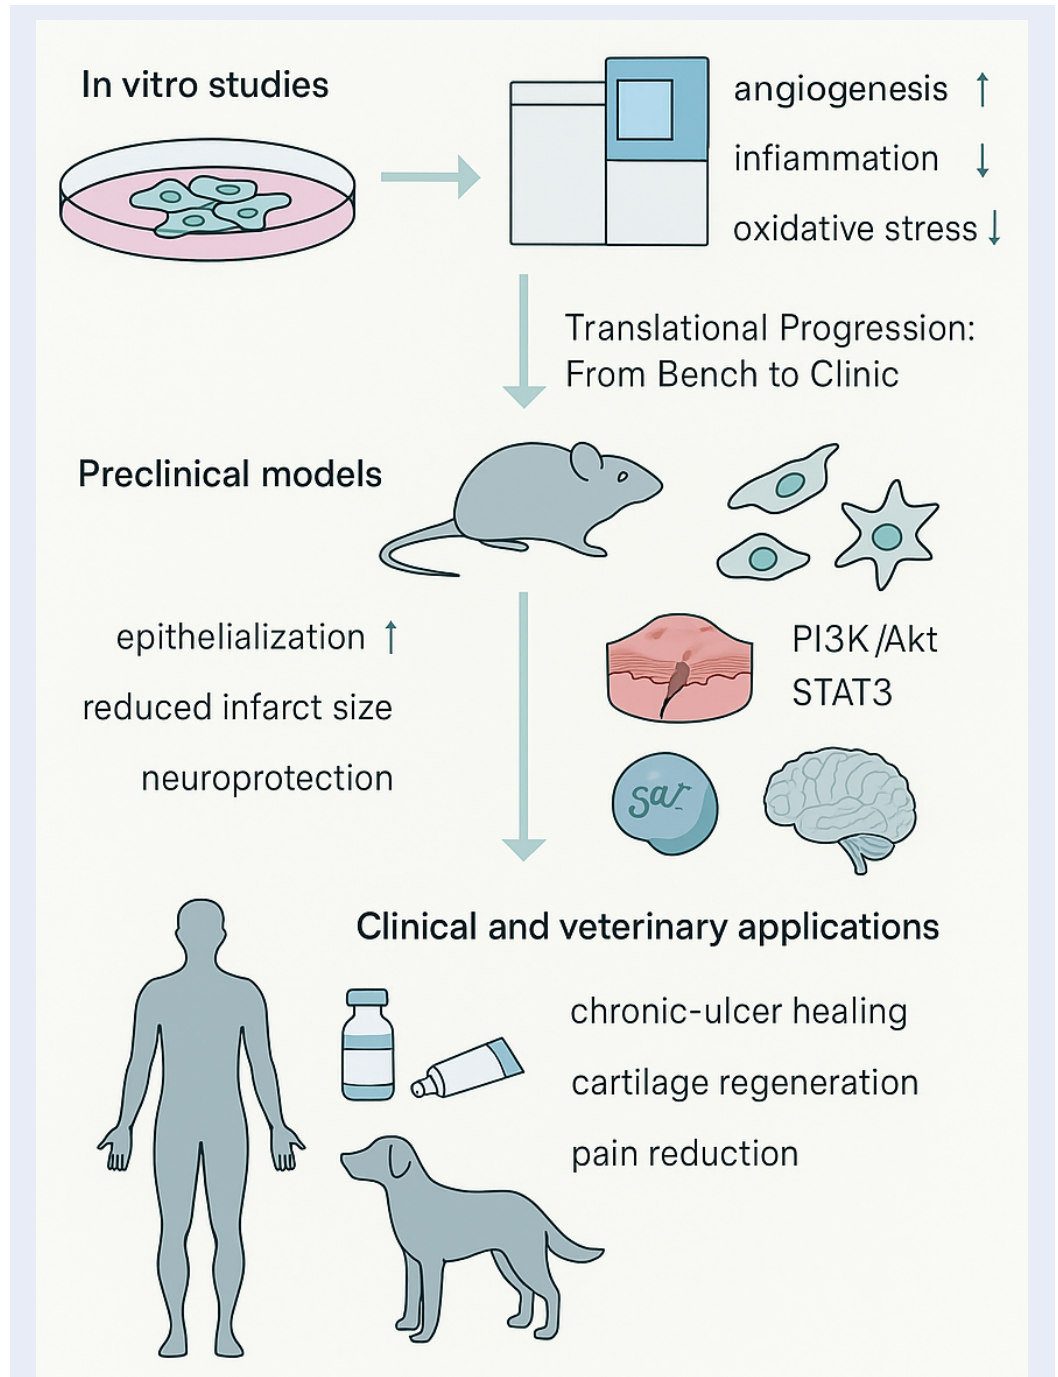 In vitro studies
angiogenesis ↑
infiammation ↓
oxidative stress ↓
Translational Progression:
From Bench to Clinic
Preclinical models
epithelialization ↑
reduced infarct size
neuroprotection
PI3K/Akt
STAT3
Clinical and veterinary applications
chronic-ulcer healing
cartilage regeneration
pain reduction